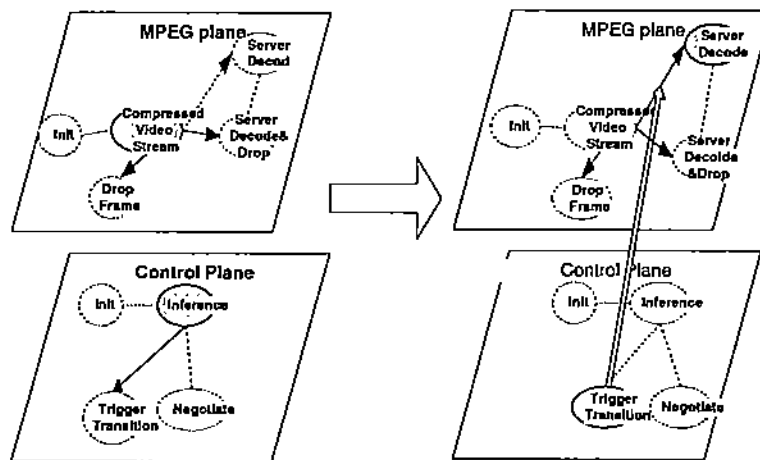 MPEG plane
Server
Decod
Init
Compressed
Video
Stream
Server
Decode&
Drop
Drop
Frame
Control Plane
Init
Inference
Trigger
Transition
Negotiate
MPEG plane
Server
Decode
Init
Compressed
Video
Stream
Server
Decoide
&Drop
Drop
Frame
Control Plane
Init
Inference
Trigger
Transition
Negotiate